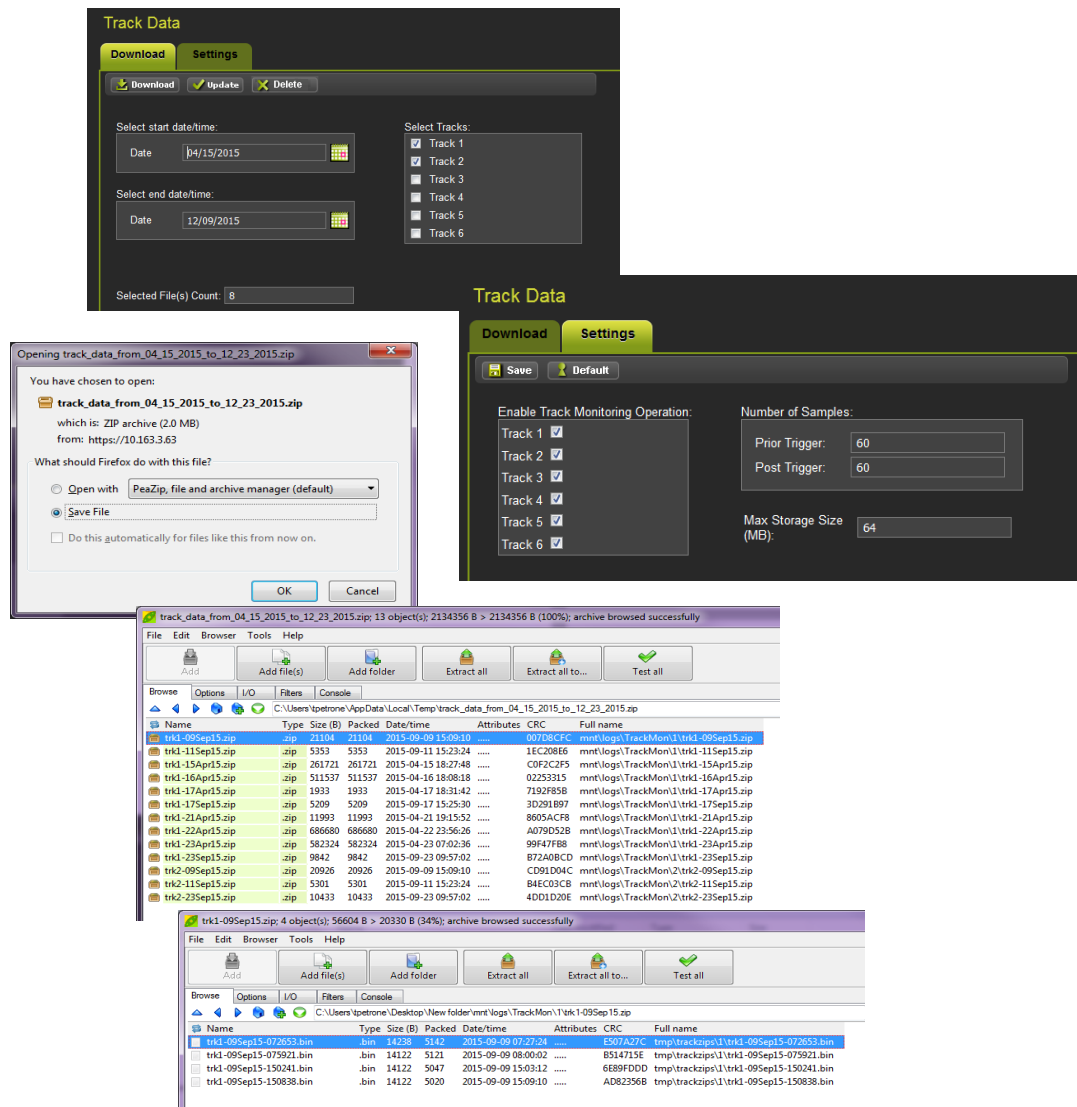 Track Data
Download Settings
Download Update Delete
Select start date/time:
Date 04/15/2015
Select end date/time:
Date 12/09/2015
Selected File(s) Count: 8
Select Tracks:
Track 1
Track 2
Track 3
Track 4
Track 5
Track 6
Track Data
Download Settings
Save Default
Enable Track Monitoring Operation:
Track 1
Track 2
Track 3
Track 4
Track 5
Track 6
Number of Samples:
Prior Trigger: 60
Post Trigger: 60
Max Storage Size
(MB): 64
Opening track_data_from_04_15_2015_to_12_23_2015.zip
You have chosen to open:
track_data_from_04_15_2015_to_12_23_2015.zip
which is: ZIP archive (2.0 MB)
from: https://10.163.3.63
What should Firefox do with this file?
Open with PeaZip, file and archive manager (default)
Save File
Do this automatically for files like this from now on.
OK Cancel
track_data_from_04_15_2015_to_12_23_2015.zip; 13 object(s); 2134356 B > 2134356 B (100%); archive browsed successfully
File Edit Browser Tools Help
Add Add file(s) Add folder Extract all Extract all to... Test all
Browse Options I/O Filters Console
C:\Users\tpetrone\AppData\Local\Temp\track_data_from_04_15_2015_to_12_23_2015.zip
Name Type Size (B) Packed Date/time Attributes CRC Full name
trk1-09Sep15.zip .zip 21104 21104 2015-09-09 15:09:10 ..... 007D8CFC mnt\logs\TrackMon\1\trk1-09Sep15.zip
trk1-11Sep15.zip .zip 5353 5353 2015-09-11 15:23:24 ..... 1EC208E6 mnt\logs\TrackMon\1\trk1-11Sep15.zip
trk1-15Apr15.zip .zip 261721 261721 2015-04-15 18:27:48 ..... C0F2C2F5 mnt\logs\TrackMon\1\trk1-15Apr15.zip
trk1-16Apr15.zip .zip 511537 511537 2015-04-16 18:08:18 ..... 02253315 mnt\logs\TrackMon\1\trk1-16Apr15.zip
trk1-17Apr15.zip .zip 1933 1933 2015-04-17 18:31:42 ..... 7192F85B mnt\logs\TrackMon\1\trk1-17Apr15.zip
trk1-17Sep15.zip .zip 5209 5209 2015-09-17 15:25:30 ..... 3D291B97 mnt\logs\TrackMon\1\trk1-17Sep15.zip
trk1-21Apr15.zip .zip 11993 11993 2015-04-21 19:15:52 ..... 8605ACF8 mnt\logs\TrackMon\1\trk1-21Apr15.zip
trk1-22Apr15.zip .zip 686680 686680 2015-04-22 23:56:26 ..... A079D52B mnt\logs\TrackMon\1\trk1-22Apr15.zip
trk1-23Apr15.zip .zip 582324 582324 2015-04-23 07:02:36 ..... 99F47FB8 mnt\logs\TrackMon\1\trk1-23Apr15.zip
trk1-23Sep15.zip .zip 9842 9842 2015-09-23 09:57:02 ..... B72A0BCD mnt\logs\TrackMon\1\trk1-23Sep15.zip
trk2-09Sep15.zip .zip 20926 20926 2015-09-09 15:09:10 ..... CD91D04C mnt\logs\TrackMon\2\trk2-09Sep15.zip
trk2-11Sep15.zip .zip 5301 5301 2015-09-11 15:23:24 ..... B4EC03CB mnt\logs\TrackMon\2\trk2-11Sep15.zip
trk2-23Sep15.zip .zip 10433 10433 2015-09-23 09:57:02 ..... 4DD1D20E mnt\logs\TrackMon\2\trk2-23Sep15.zip
trk1-09Sep15.zip; 4 object(s); 56604 B > 20330 B (34%); archive browsed successfully
File Edit Browser Tools Help
Add Add file(s) Add folder Extract all Extract all to... Test all
Browse Options I/O Filters Console
C:\Users\tpetrone\Desktop\New folder\mnt\logs\TrackMon\1\trk1-09Sep15.zip
Name Type Size (B) Packed Date/time Attributes CRC Full name
trk1-09Sep15-072653.bin .bin 14238 5142 2015-09-09 07:27:24 ..... E507A27C tmp\trackzips\1\trk1-09Sep15-072653.bin
trk1-09Sep15-075921.bin .bin 14122 5121 2015-09-09 08:00:02 ..... B514715E tmp\trackzips\1\trk1-09Sep15-075921.bin
trk1-09Sep15-150241.bin .bin 14122 5047 2015-09-09 15:03:12 ..... 6E89FDDD tmp\trackzips\1\trk1-09Sep15-150241.bin
trk1-09Sep15-150838.bin .bin 14122 5020 2015-09-09 15:09:10 ..... AD82356B tmp\trackzips\1\trk1-09Sep15-150838.bin